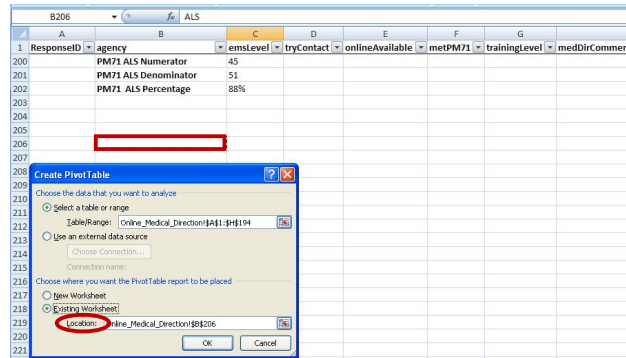 B206 fx ALS
A B C D E F G
1 ResponseID agency emsLevel tryContact onlineAvailable metPM71 trainingLevel medDirCommen
200 PM71 ALS Numerator 45
201 PM71 ALS Denominator 51
202 PM71 ALS Percentage 88%
203
204
205
206
207
208 Create PivotTable
209 Choose the data that you want to analyze
210 Select a table or range
211
212 Table/Range: Online_Medical_Direction!$A$1:$H$194
213 Use an external data source
214 Choose Connection...
215 Connection name:
216 Choose where you want the PivotTable report to be placed
217 New Worksheet
218 Existing Worksheet
219 Location: nline_Medical_Direction!$B$206
220 OK Cancel
221